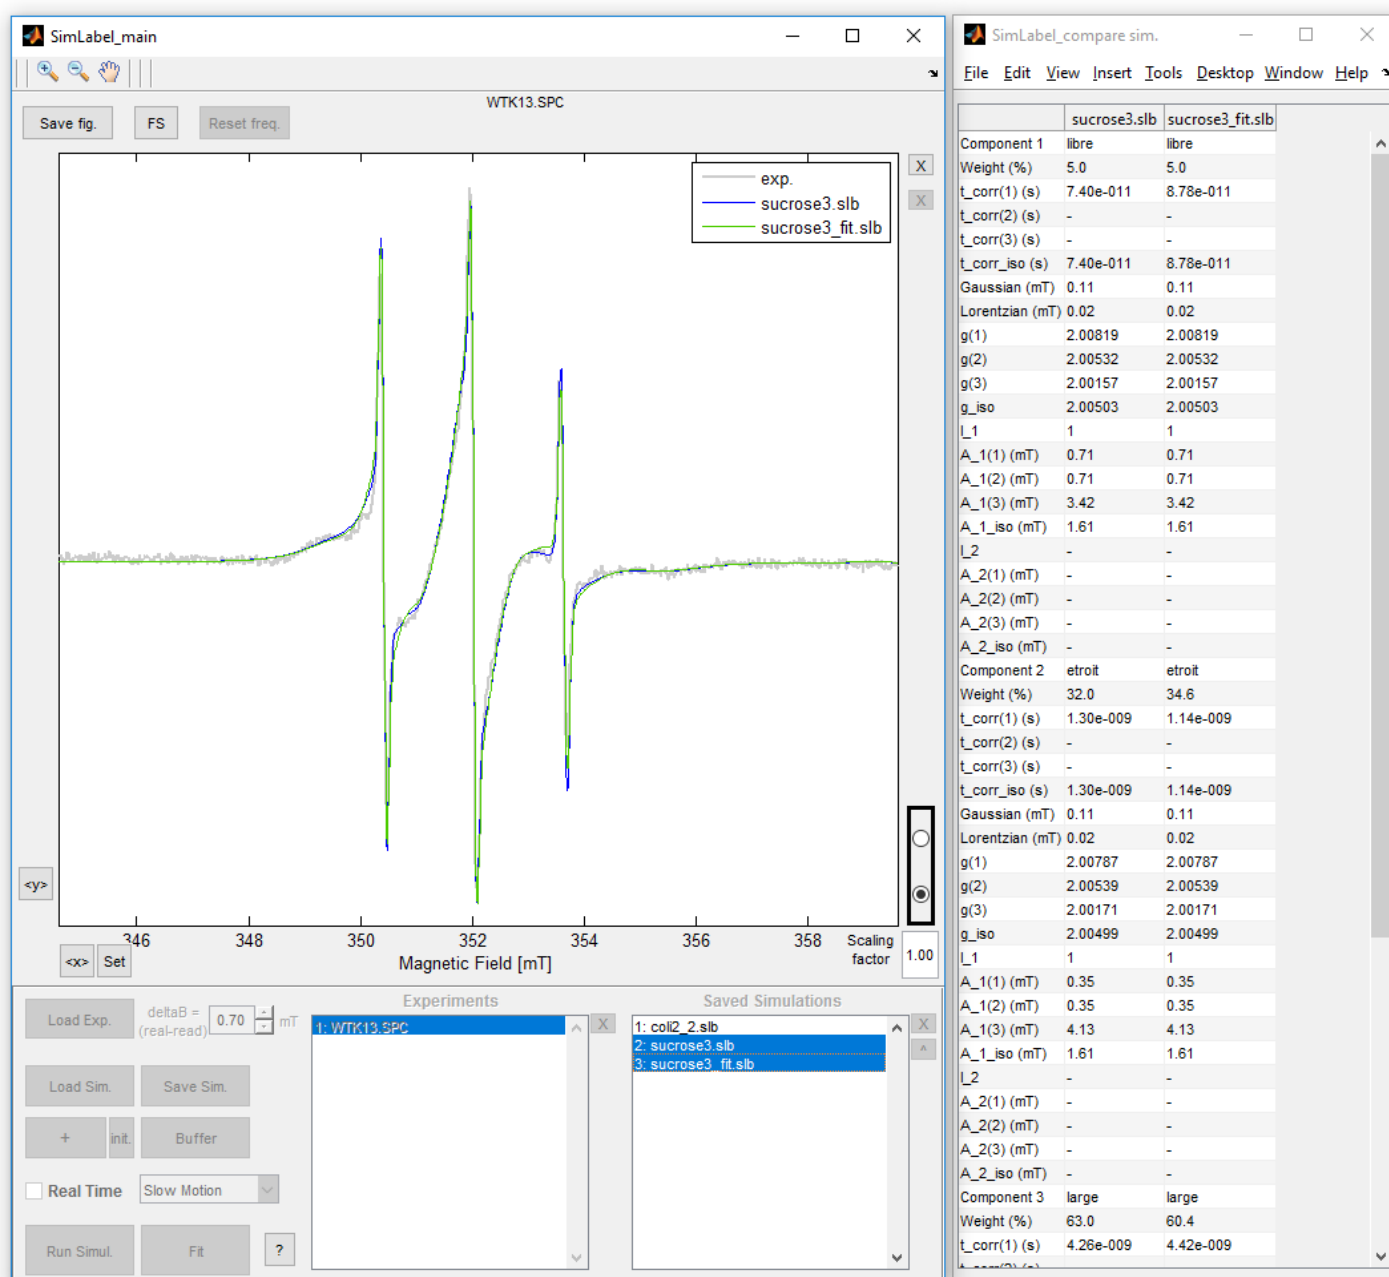 SimLabel_main
WTK13.SPC
Save fig.
FS
Reset freq.
X
X
exp.
sucrose3.slb
sucrose3_fit.slb
<y>
346 348 350 352 354 356 358
<x> Set
Magnetic Field [mT]
Scaling
factor
1.00
Load Exp.
deltaB =
(real-read)
0.70
mT
Experiments
1: WTK13.SPC
X
Saved Simulations
1: coli2_2.slb
2: sucrose3.slb
3: sucrose3_fit.slb
X
^
Load Sim.
Save Sim.
+
init.
Buffer
Real Time
Slow Motion
Run Simul.
Fit
?
SimLabel_compare sim.
File Edit View Insert Tools Desktop Window Help
sucrose3.slb sucrose3_fit.slb
Component 1 libre libre
Weight (%) 5.0 5.0
t_corr(1) (s) 7.40e-011 8.78e-011
t_corr(2) (s) - -
t_corr(3) (s) - -
t_corr_iso (s) 7.40e-011 8.78e-011
Gaussian (mT) 0.11 0.11
Lorentzian (mT) 0.02 0.02
g(1) 2.00819 2.00819
g(2) 2.00532 2.00532
g(3) 2.00157 2.00157
g_iso 2.00503 2.00503
I_1 1 1
A_1(1) (mT) 0.71 0.71
A_1(2) (mT) 0.71 0.71
A_1(3) (mT) 3.42 3.42
A_1_iso (mT) 1.61 1.61
I_2 - -
A_2(1) (mT) - -
A_2(2) (mT) - -
A_2(3) (mT) - -
A_2_iso (mT) - -
Component 2 etroit etroit
Weight (%) 32.0 34.6
t_corr(1) (s) 1.30e-009 1.14e-009
t_corr(2) (s) - -
t_corr(3) (s) - -
t_corr_iso (s) 1.30e-009 1.14e-009
Gaussian (mT) 0.11 0.11
Lorentzian (mT) 0.02 0.02
g(1) 2.00787 2.00787
g(2) 2.00539 2.00539
g(3) 2.00171 2.00171
g_iso 2.00499 2.00499
I_1 1 1
A_1(1) (mT) 0.35 0.35
A_1(2) (mT) 0.35 0.35
A_1(3) (mT) 4.13 4.13
A_1_iso (mT) 1.61 1.61
I_2 - -
A_2(1) (mT) - -
A_2(2) (mT) - -
A_2(3) (mT) - -
A_2_iso (mT) - -
Component 3 large large
Weight (%) 63.0 60.4
t_corr(1) (s) 4.26e-009 4.42e-009